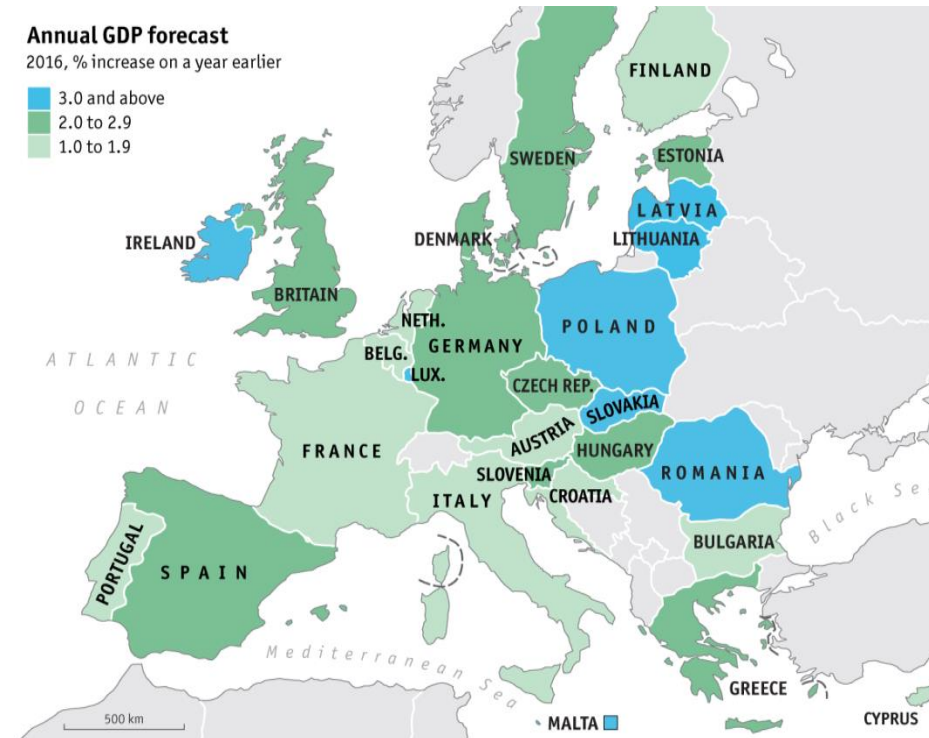 Annual GDP forecast
2016, % increase on a year earlier
3.0 and above
2.0 to 2.9
1.0 to 1.9
FINLAND
SWEDEN
ESTONIA
LATVIA
LITHUANIA
DENMARK
IRELAND
BRITAIN
NETH.
POLAND
GERMANY
BELG.
LUX.
ATLANTIC
OCEAN
CZECH REP.
SLOVAKIA
AUSTRIA
FRANCE
HUNGARY
SLOVENIA
ROMANIA
ITALY
CROATIA
Black Se
BULGARIA
PORTUGAL
SPAIN
Mediterranean Sea
GREECE
500 km
MALTA
CYPRUS